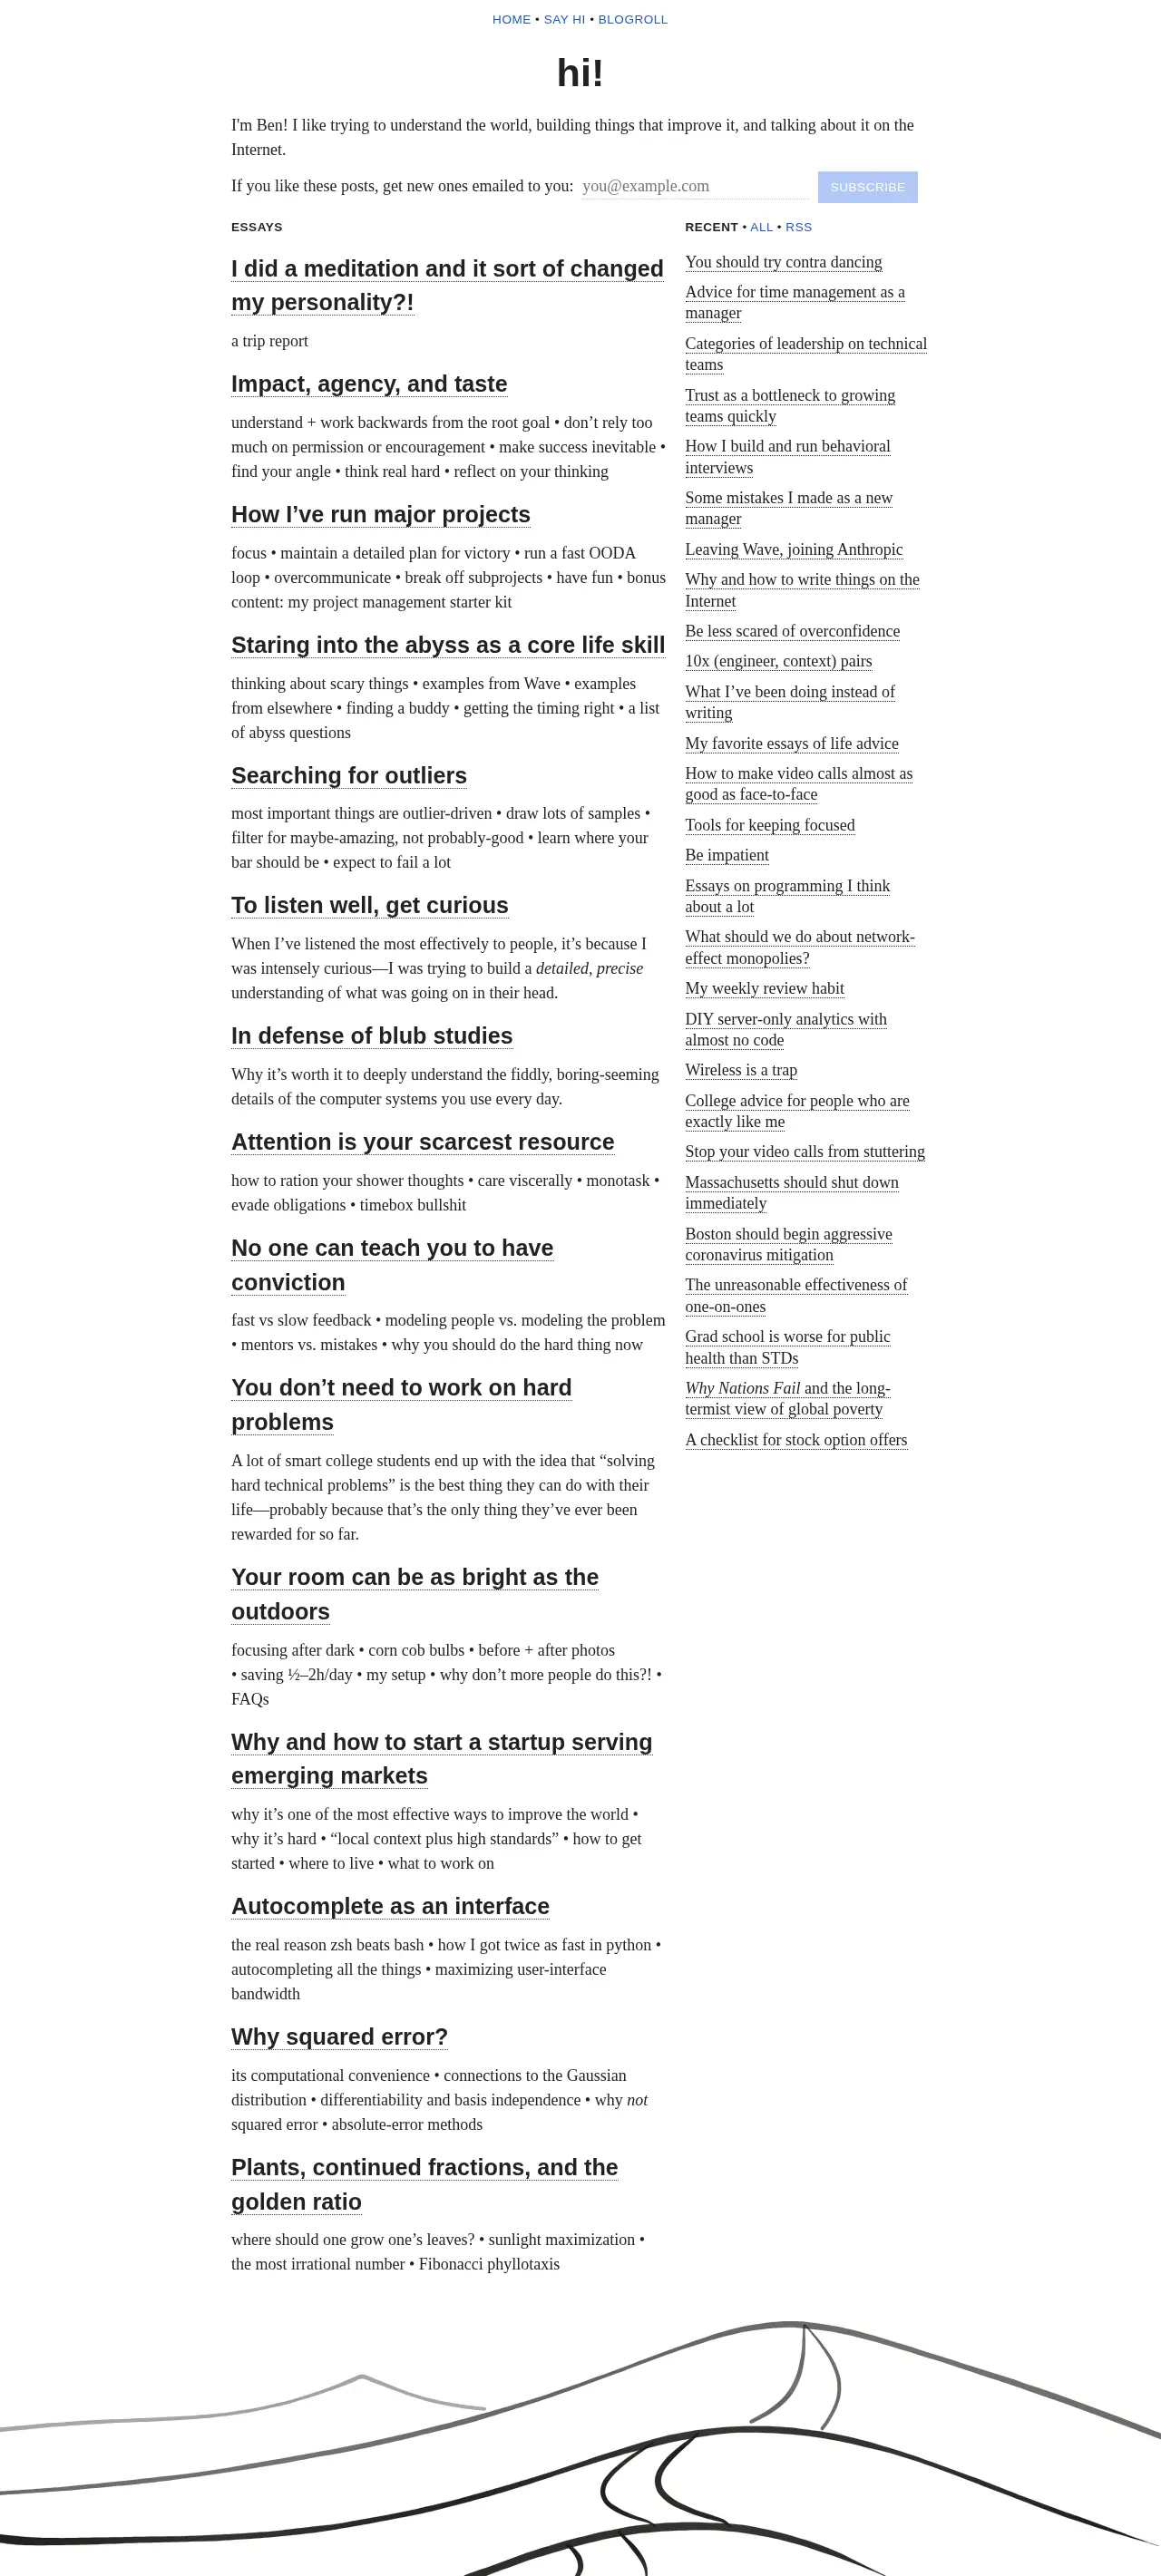 HOME • SAY HI • BLOGROLL
hi!
I'm Ben! I like trying to understand the world, building things that improve it, and talking about it on the
Internet.
If you like these posts, get new ones emailed to you: you@example.com SUBSCRIBE
ESSAYS
I did a meditation and it sort of changed
my personality?!
a trip report
Impact, agency, and taste
understand + work backwards from the root goal • don’t rely too
much on permission or encouragement • make success inevitable •
find your angle • think real hard • reflect on your thinking
How I’ve run major projects
focus • maintain a detailed plan for victory • run a fast OODA
loop • overcommunicate • break off subprojects • have fun • bonus
content: my project management starter kit
Staring into the abyss as a core life skill
thinking about scary things • examples from Wave • examples
from elsewhere • finding a buddy • getting the timing right • a list
of abyss questions
Searching for outliers
most important things are outlier-driven • draw lots of samples •
filter for maybe-amazing, not probably-good • learn where your
bar should be • expect to fail a lot
To listen well, get curious
When I’ve listened the most effectively to people, it’s because I
was intensely curious—I was trying to build a detailed, precise
understanding of what was going on in their head.
In defense of blub studies
Why it’s worth it to deeply understand the fiddly, boring-seeming
details of the computer systems you use every day.
Attention is your scarcest resource
how to ration your shower thoughts • care viscerally • monotask •
evade obligations • timebox bullshit
No one can teach you to have
conviction
fast vs slow feedback • modeling people vs. modeling the problem
• mentors vs. mistakes • why you should do the hard thing now
You don’t need to work on hard
problems
A lot of smart college students end up with the idea that “solving
hard technical problems” is the best thing they can do with their
life—probably because that’s the only thing they’ve ever been
rewarded for so far.
Your room can be as bright as the
outdoors
focusing after dark • corn cob bulbs • before + after photos
• saving ½–2h/day • my setup • why don’t more people do this?! •
FAQs
Why and how to start a startup serving
emerging markets
why it’s one of the most effective ways to improve the world •
why it’s hard • “local context plus high standards” • how to get
started • where to live • what to work on
Autocomplete as an interface
the real reason zsh beats bash • how I got twice as fast in python •
autocompleting all the things • maximizing user-interface
bandwidth
Why squared error?
its computational convenience • connections to the Gaussian
distribution • differentiability and basis independence • why not
squared error • absolute-error methods
Plants, continued fractions, and the
golden ratio
where should one grow one’s leaves? • sunlight maximization •
the most irrational number • Fibonacci phyllotaxis
RECENT • ALL • RSS
You should try contra dancing
Advice for time management as a
manager
Categories of leadership on technical
teams
Trust as a bottleneck to growing
teams quickly
How I build and run behavioral
interviews
Some mistakes I made as a new
manager
Leaving Wave, joining Anthropic
Why and how to write things on the
Internet
Be less scared of overconfidence
10x (engineer, context) pairs
What I’ve been doing instead of
writing
My favorite essays of life advice
How to make video calls almost as
good as face-to-face
Tools for keeping focused
Be impatient
Essays on programming I think
about a lot
What should we do about network-
effect monopolies?
My weekly review habit
DIY server-only analytics with
almost no code
Wireless is a trap
College advice for people who are
exactly like me
Stop your video calls from stuttering
Massachusetts should shut down
immediately
Boston should begin aggressive
coronavirus mitigation
The unreasonable effectiveness of
one-on-ones
Grad school is worse for public
health than STDs
Why Nations Fail and the long-
termist view of global poverty
A checklist for stock option offers